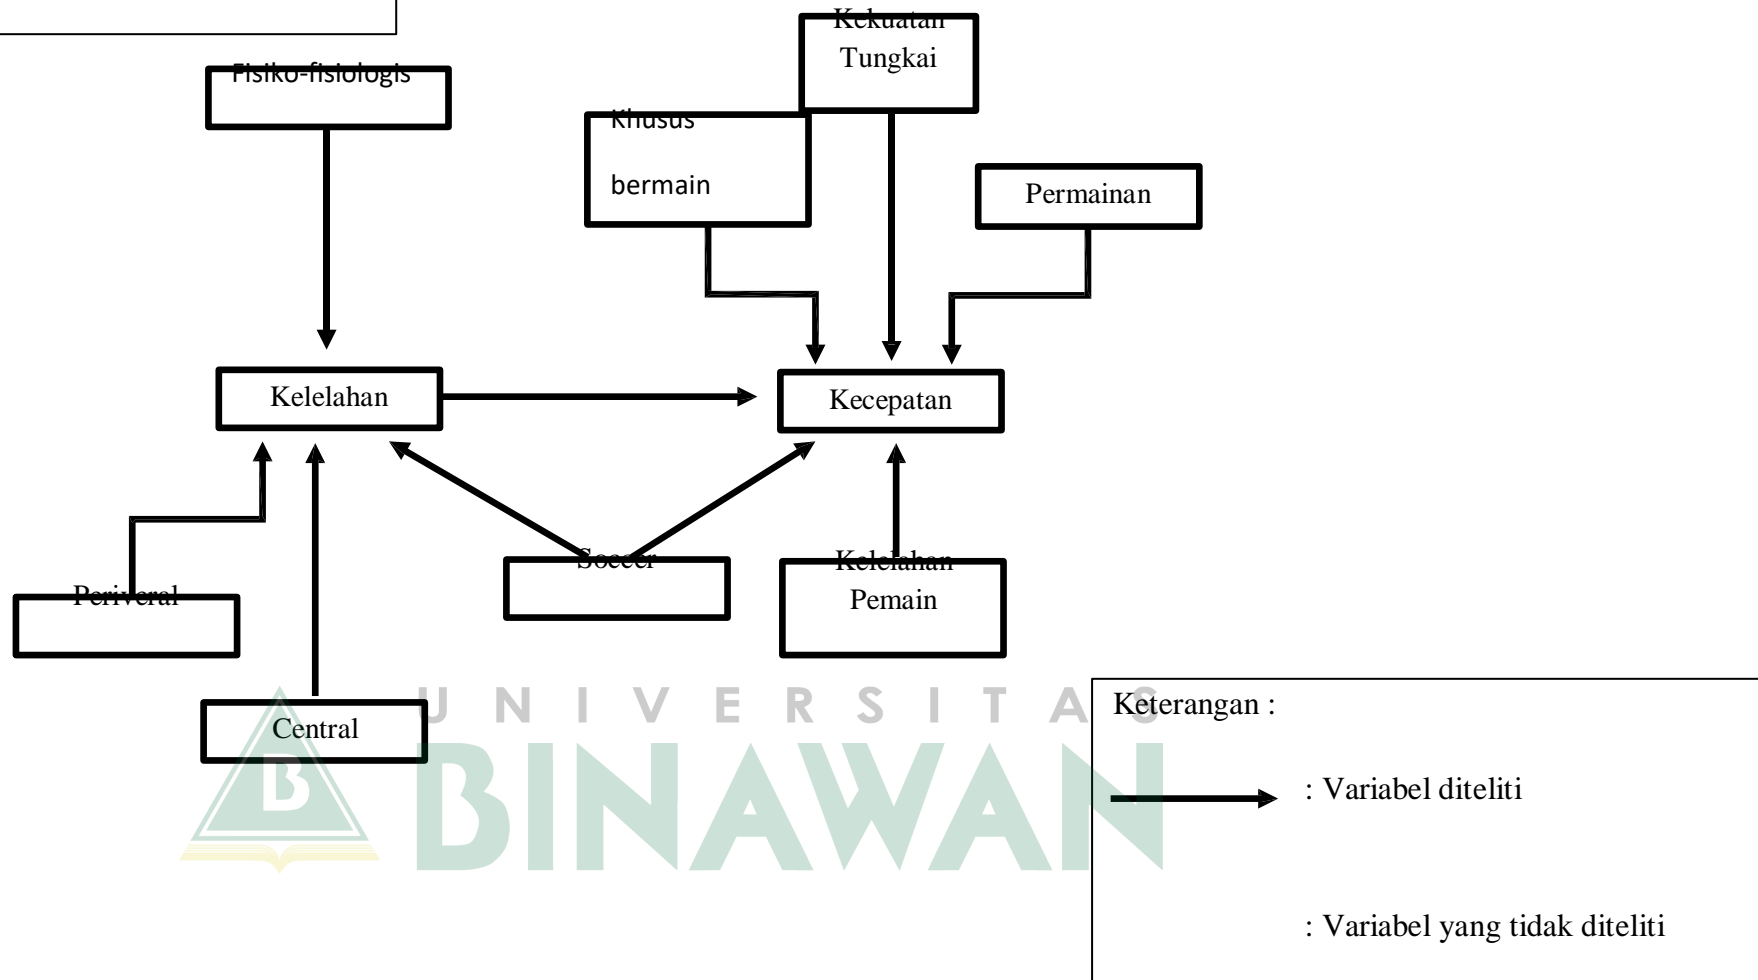 Kekuatan
Tungkai
Fisiko-fisiologis
Khusus
bermain
Permainan
Kelelahan
Kecepatan
Soccer
Kelelahan
Pemain
Periveral
Central
UNIVERSITAS
BINAWAN
B
Keterangan :
: Variabel diteliti
: Variabel yang tidak diteliti